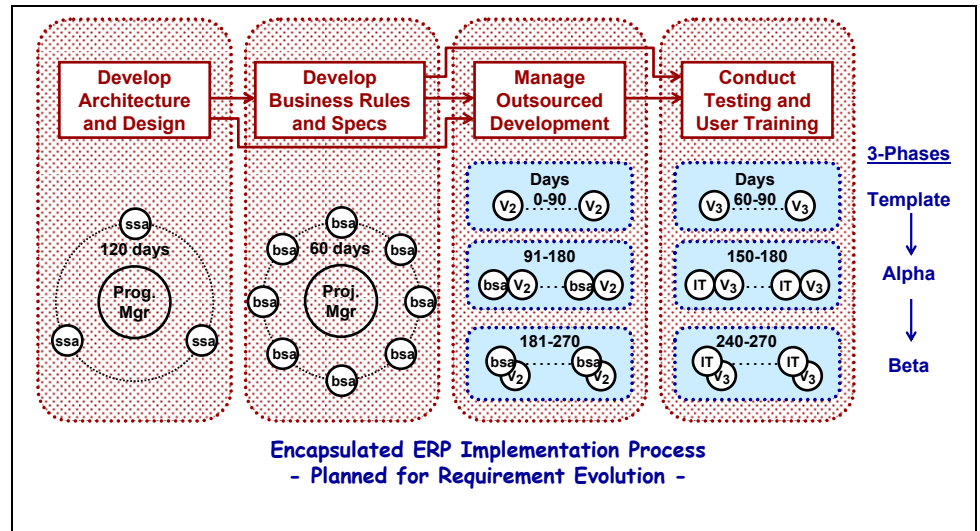 Develop
Architecture
and Design
Develop
Business Rules
and Specs
Manage
Outsourced
Development
Conduct
Testing and
User Training
ssa
120 days
Prog.
Mgr
ssa
ssa
bsa
bsa
bsa
60 days
bsa
Proj.
Mgr
bsa
bsa
bsa
bsa
Days
0-90
V2 V2
91-180
bsa V2 bsa V2
181-270
bsa bsa
V2 V2
Days
60-90
V3 V3
150-180
IT V3 IT V3
240-270
IT IT
V3 V3
3-Phases
Template
Alpha
Beta
Encapsulated ERP Implementation Process
- Planned for Requirement Evolution -